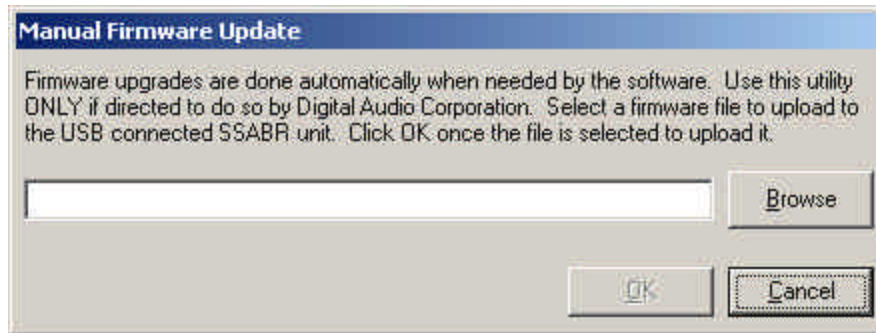 Manual Firmware Update
Firmware upgrades are done automatically when needed by the software.  Use this utility
ONLY if directed to do so by Digital Audio Corporation.  Select a firmware file to upload to
the USB connected SSABR unit.  Click OK once the file is selected to upload it.
Browse
OK
Cancel